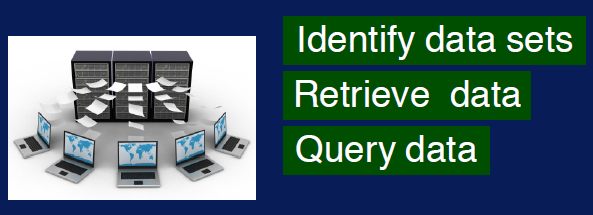 Identify data sets
Retrieve  data
Query data